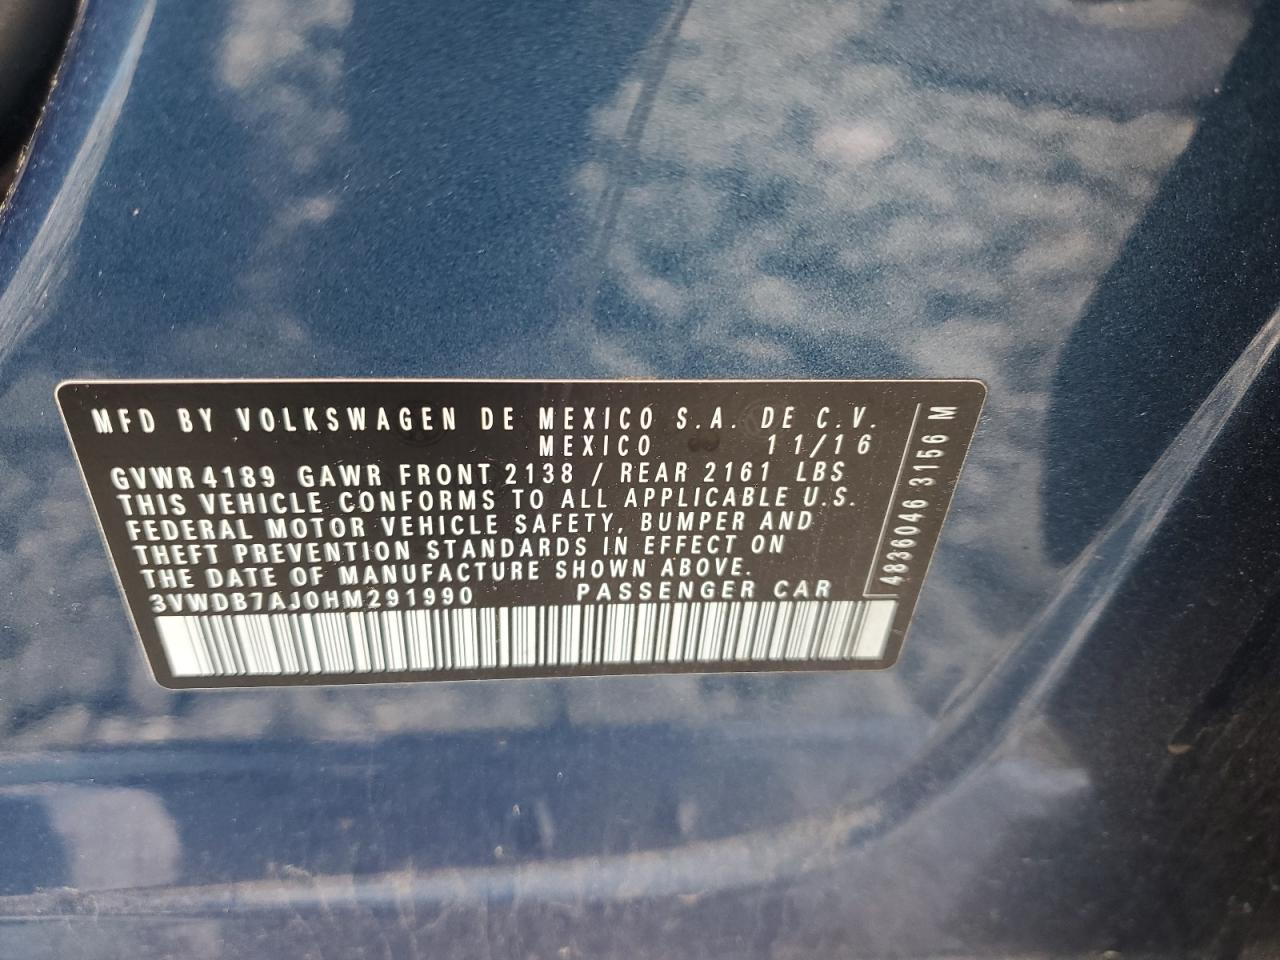 MFD BY VOLKSWAGEN DE MEXICO S.A. DE C.V.
MEXICO 11/16
GVWR 4189 GAWR FRONT 2138 / REAR 2161 LBS
THIS VEHICLE CONFORMS TO ALL APPLICABLE U.S.
FEDERAL MOTOR VEHICLE SAFETY, BUMPER AND
THEFT PREVENTION STANDARDS IN EFFECT ON
THE DATE OF MANUFACTURE SHOWN ABOVE.
3VWDB7AJ0HM291990 PASSENGER CAR
4836046 3156 M